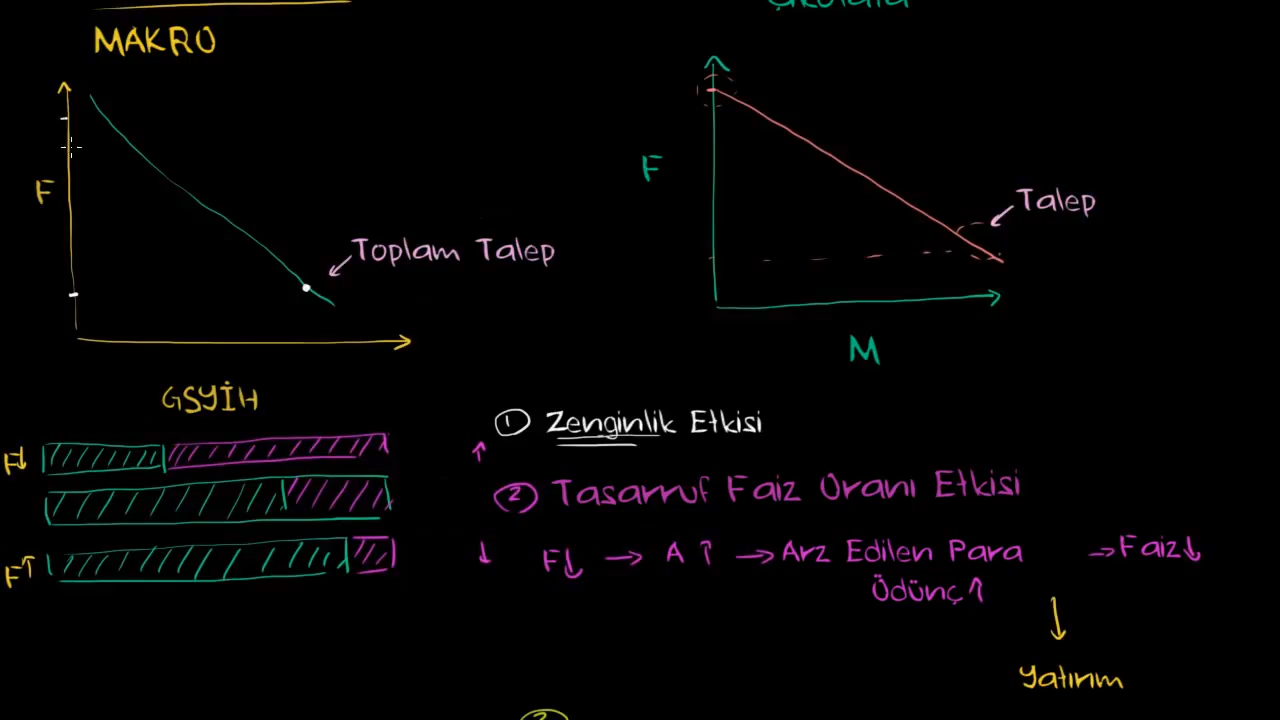 çikolata
MAKRO
F
Toplam Talep
GSYİH
F
Talep
M
F↓
F↑
① Zenginlik Etkisi
↑
② Tasarruf Faiz Oranı Etkisi
↓ F↓ → A ↑ → Arz Edilen Para → Faiz↓
Ödünç↑
↓
Yatırım